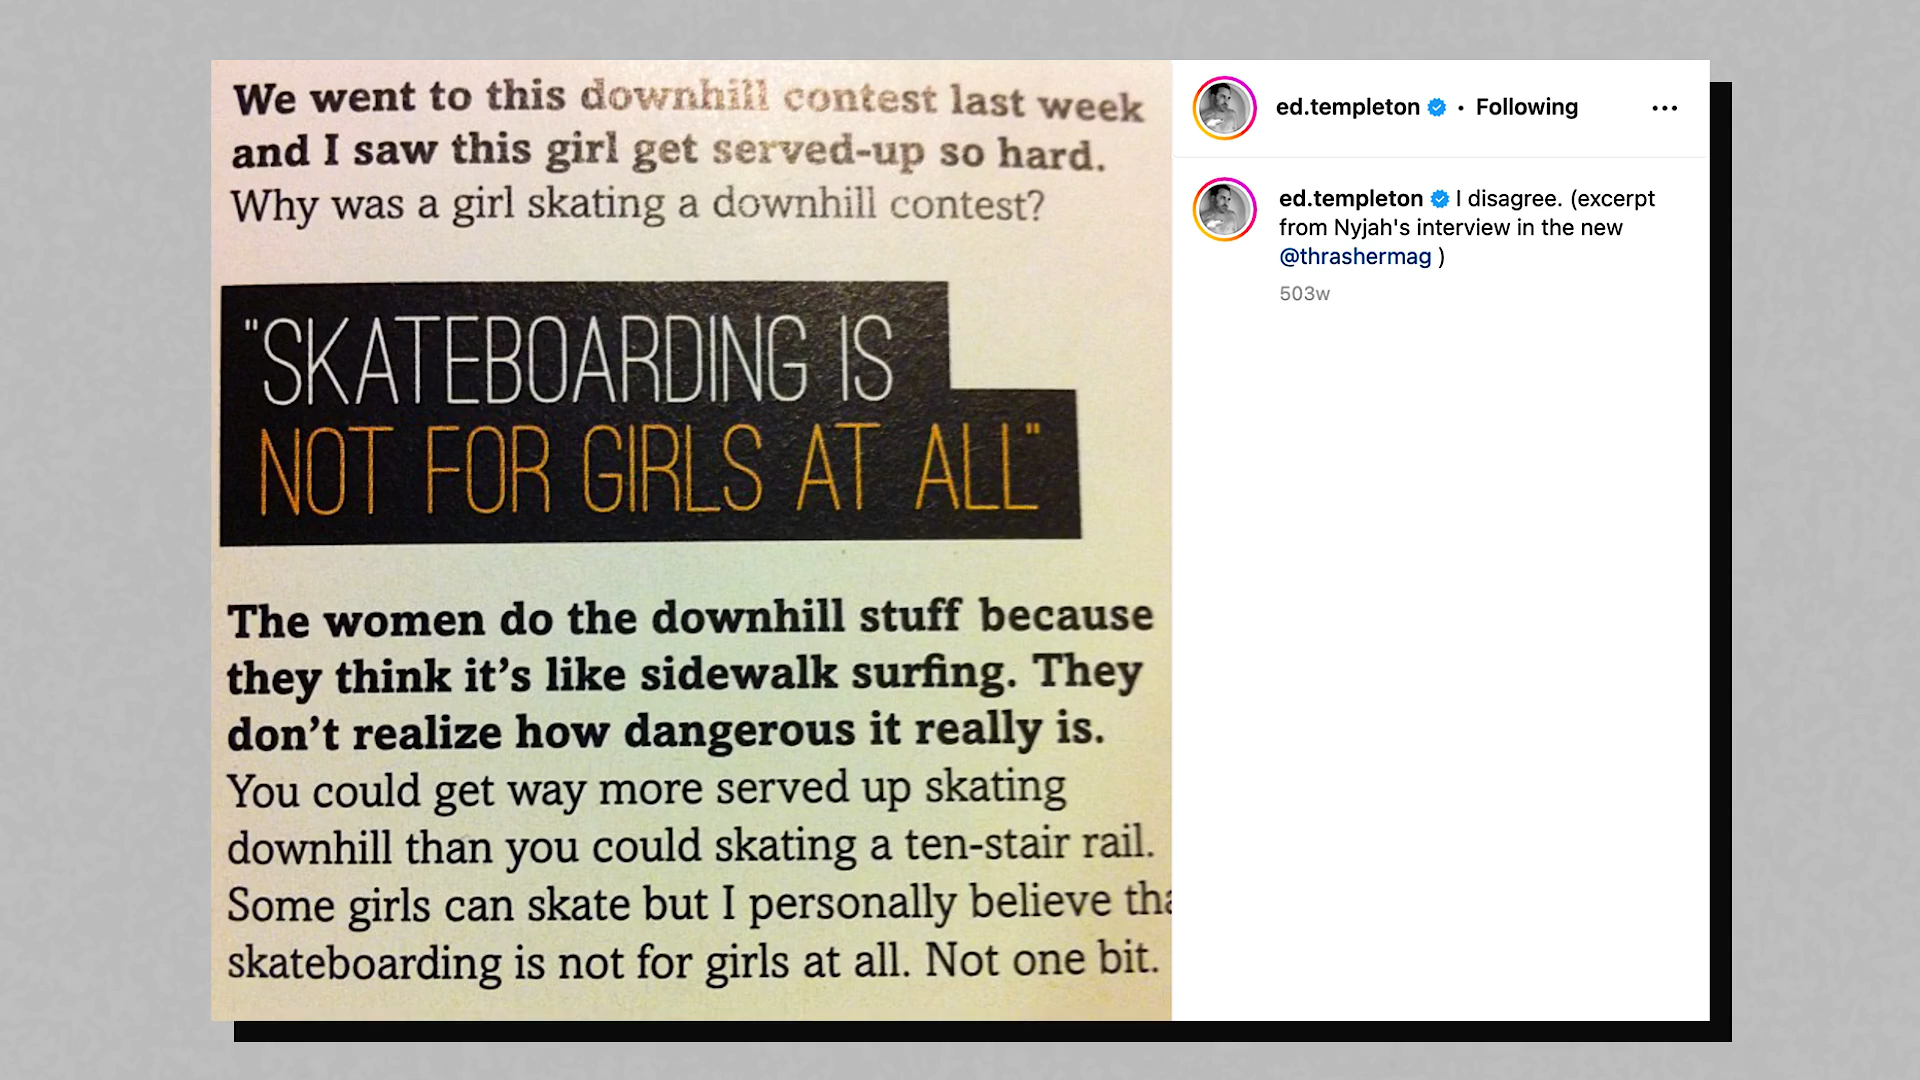 We went to this downhill contest last week
and I saw this girl get served-up so hard.
Why was a girl skating a downhill contest?
"SKATEBOARDING IS
NOT FOR GIRLS AT ALL"
The women do the downhill stuff because
they think it's like sidewalk surfing. They
don't realize how dangerous it really is.
You could get way more served up skating
downhill than you could skating a ten-stair rail.
Some girls can skate but I personally believe tha
skateboarding is not for girls at all. Not one bit.
ed.templeton • Following
ed.templeton I disagree. (excerpt
from Nyjah's interview in the new
@thrashermag )
503w